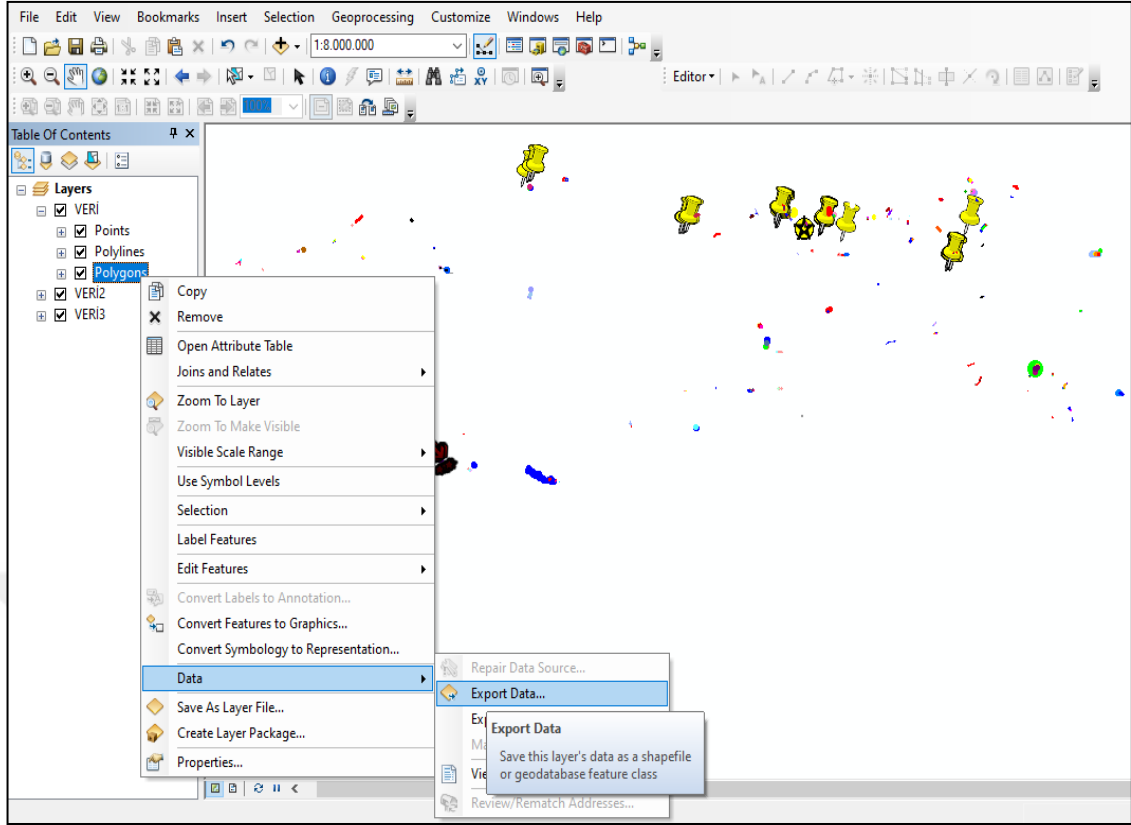 File Edit View Bookmarks Insert Selection Geoprocessing Customize Windows Help
1:8.000.000
Editor
100%
Table Of Contents
Layers
VERİ
Points
Polylines
Polygons
VERİ2
VERİ3
Copy
Remove
Open Attribute Table
Joins and Relates
Zoom To Layer
Zoom To Make Visible
Visible Scale Range
Use Symbol Levels
Selection
Label Features
Edit Features
Convert Labels to Annotation...
Convert Features to Graphics...
Convert Symbology to Representation...
Data
Save As Layer File...
Create Layer Package...
Properties...
Repair Data Source...
Export Data...
Export Data
Save this layer's data as a shapefile
or geodatabase feature class
Review/Rematch Addresses...